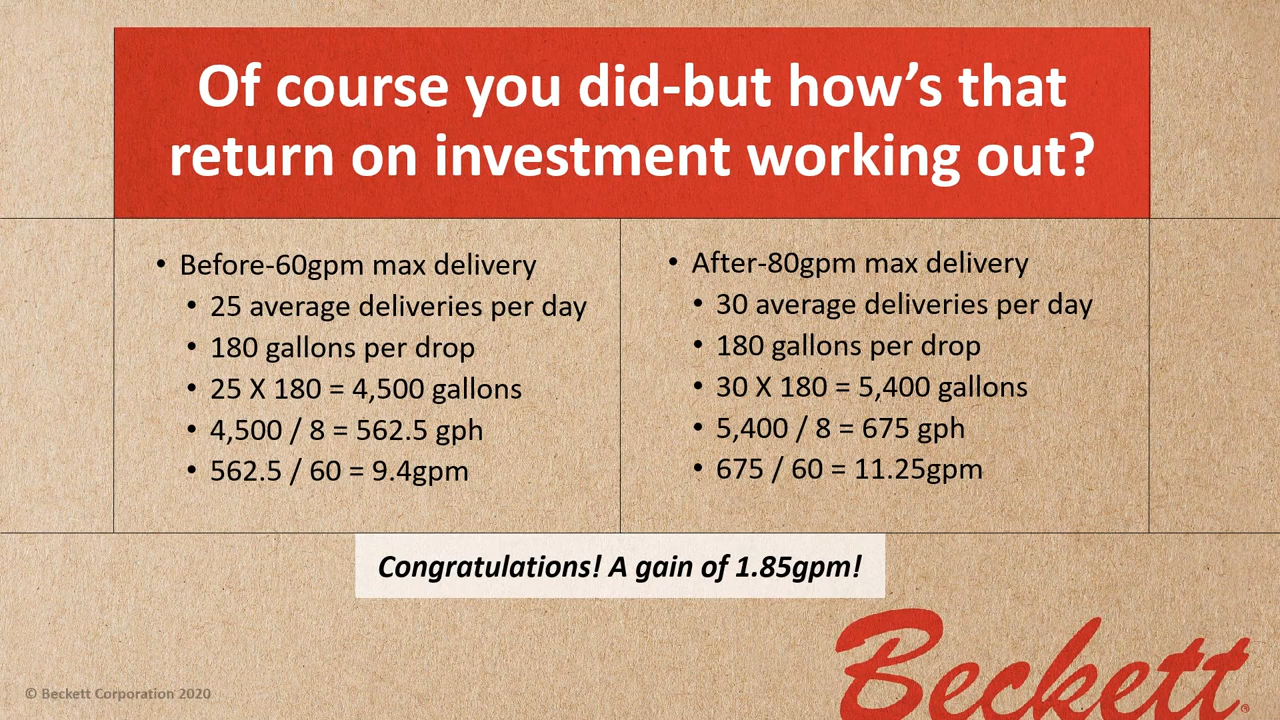 Of course you did-but how’s that
return on investment working out?
• Before-60gpm max delivery
• 25 average deliveries per day
• 180 gallons per drop
• 25 X 180 = 4,500 gallons
• 4,500 / 8 = 562.5 gph
• 562.5 / 60 = 9.4gpm
• After-80gpm max delivery
• 30 average deliveries per day
• 180 gallons per drop
• 30 X 180 = 5,400 gallons
• 5,400 / 8 = 675 gph
• 675 / 60 = 11.25gpm
Congratulations! A gain of 1.85gpm!
Beckett®
© Beckett Corporation 2020